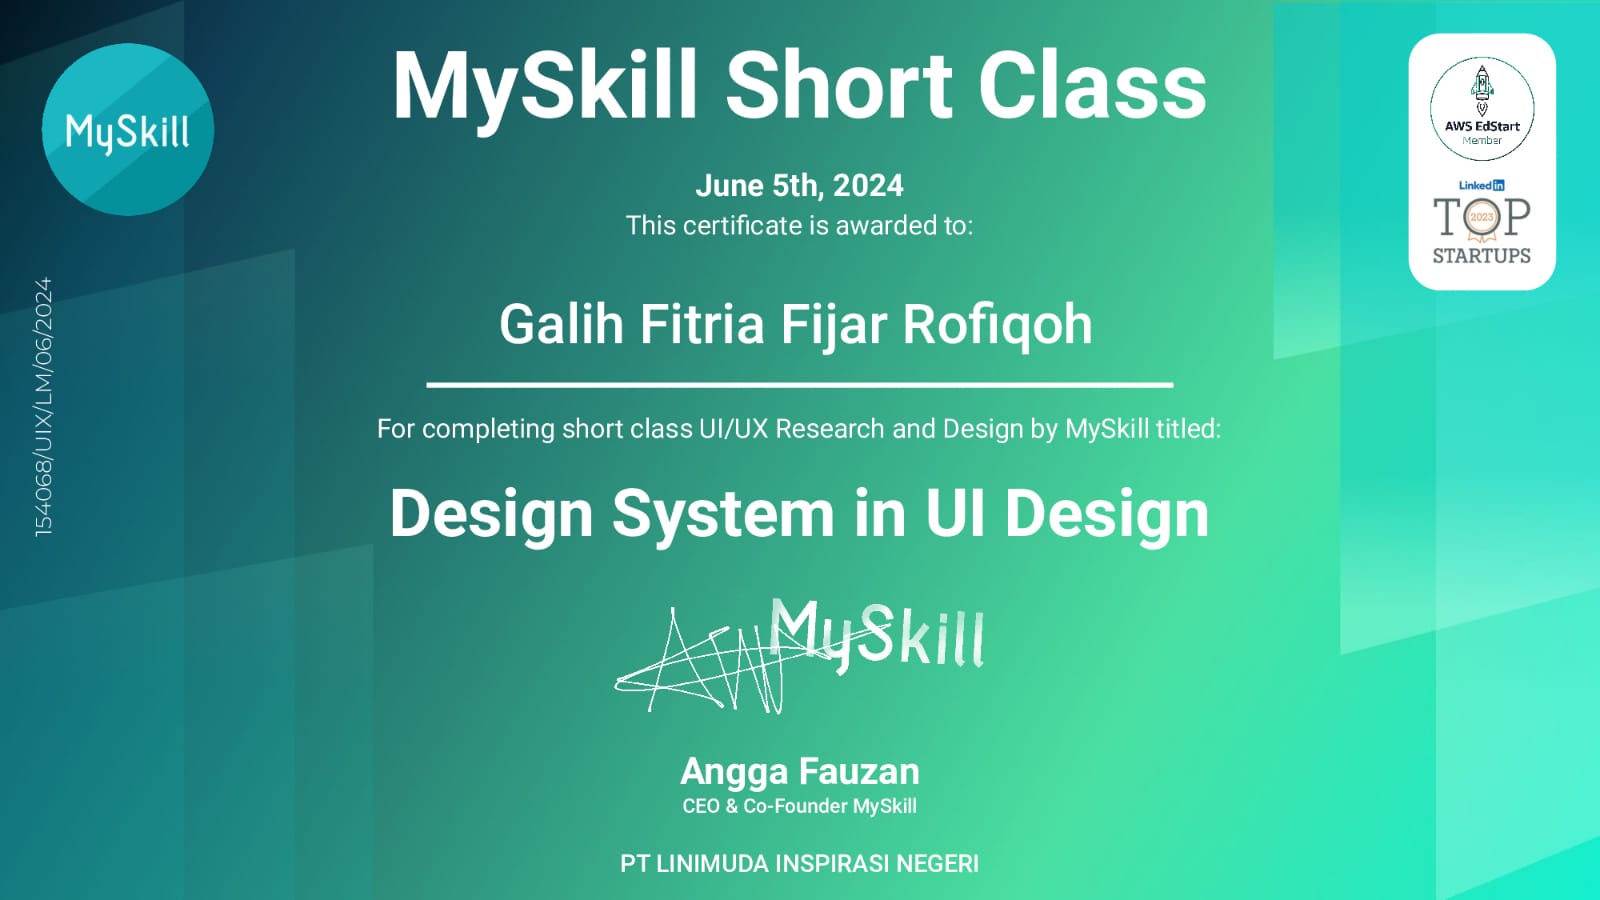 MySkill
MySkill Short Class
AWS EdStart
Member
Linked in
TOP
2023
STARTUPS
June 5th, 2024
This certificate is awarded to:
Galih Fitria Fijar Rofiqoh
154068/UIX/LM/06/2024
For completing short class UI/UX Research and Design by MySkill titled:
Design System in UI Design
MySkill
Angga Fauzan
CEO & Co-Founder MySkill
PT LINIMUDA INSPIRASI NEGERI